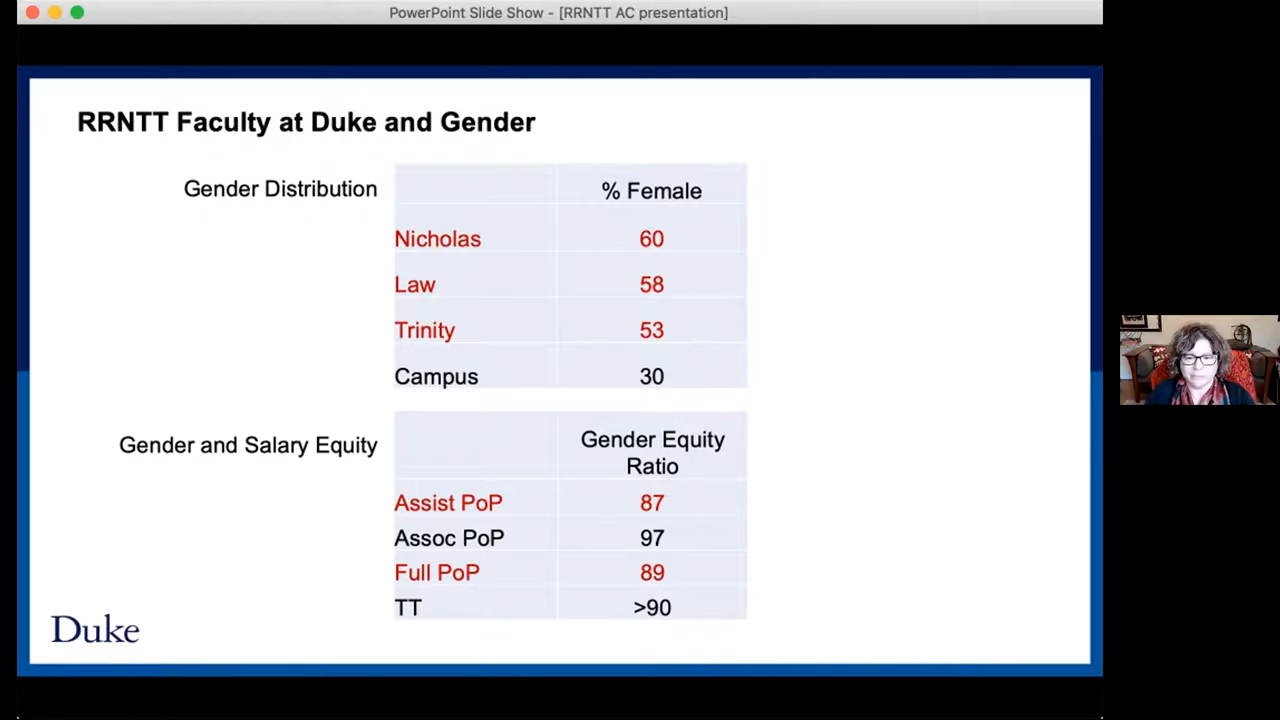 PowerPoint Slide Show - [RRNTT AC presentation]
RRNTT Faculty at Duke and Gender
Gender Distribution
% Female
Nicholas 60
Law 58
Trinity 53
Campus 30
Gender and Salary Equity
Gender Equity
Ratio
Assist PoP 87
Assoc PoP 97
Full PoP 89
TT >90
Duke